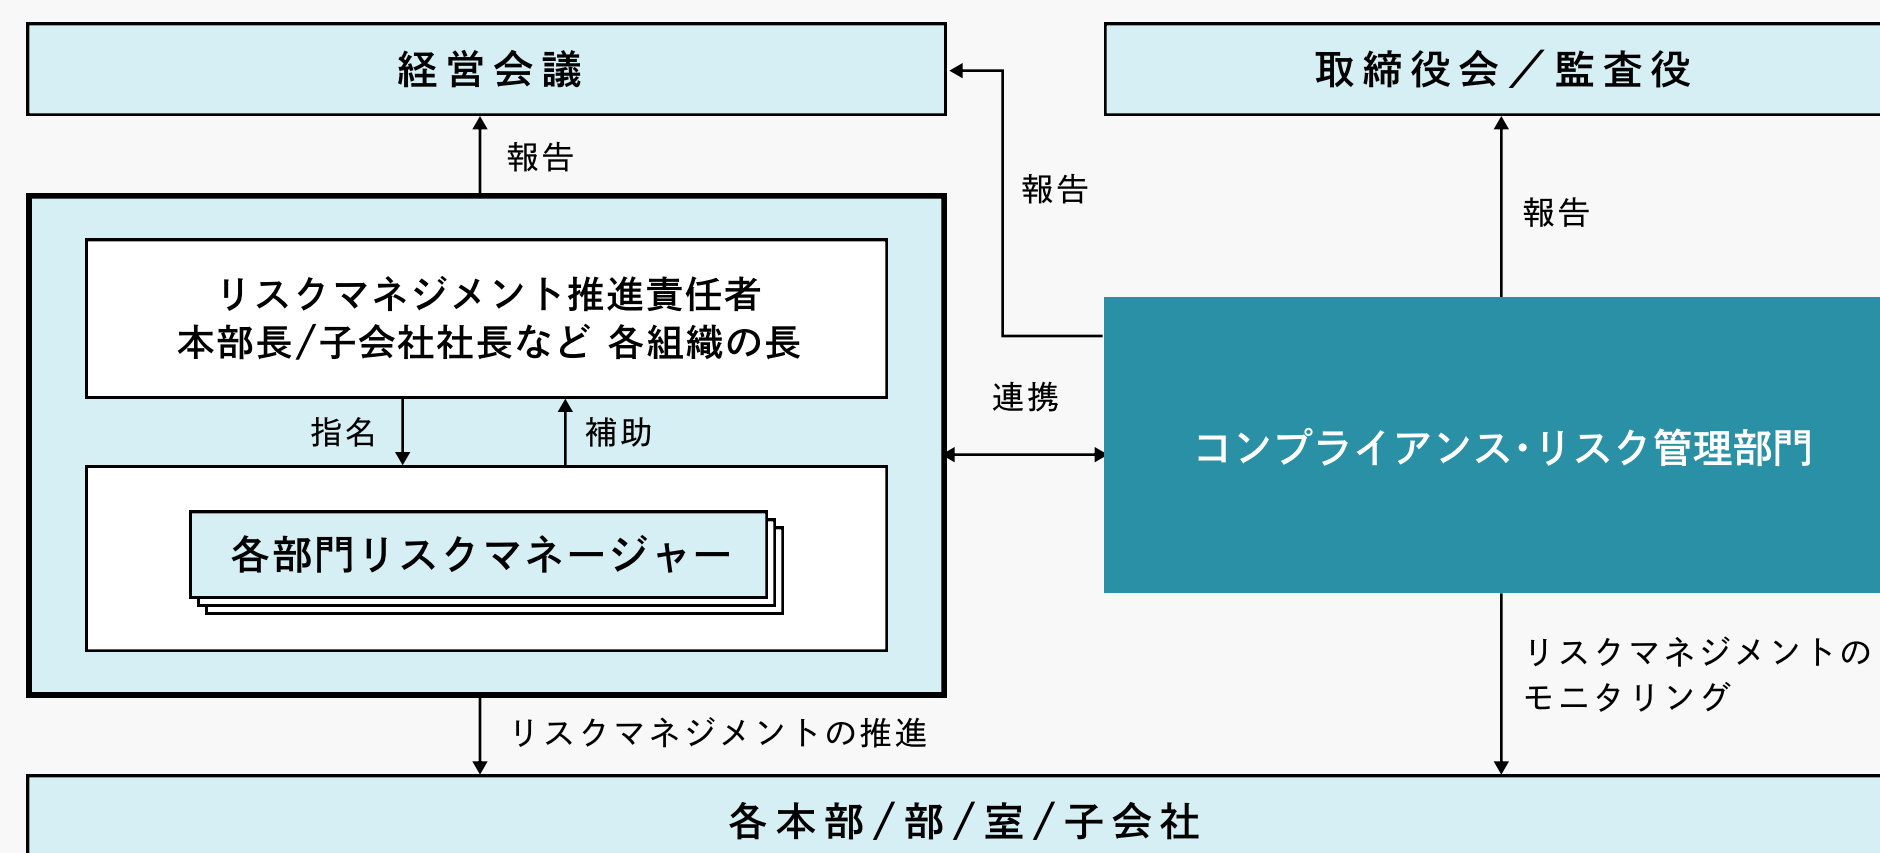 経営会議
取締役会／監査役
報告
報告
報告
リスクマネジメント推進責任者
本部長/子会社社長など 各組織の長
指名
補助
連携
コンプライアンス・リスク管理部門
各部門リスクマネージャー
リスクマネジメントの
モニタリング
リスクマネジメントの推進
各本部/部/室/子会社